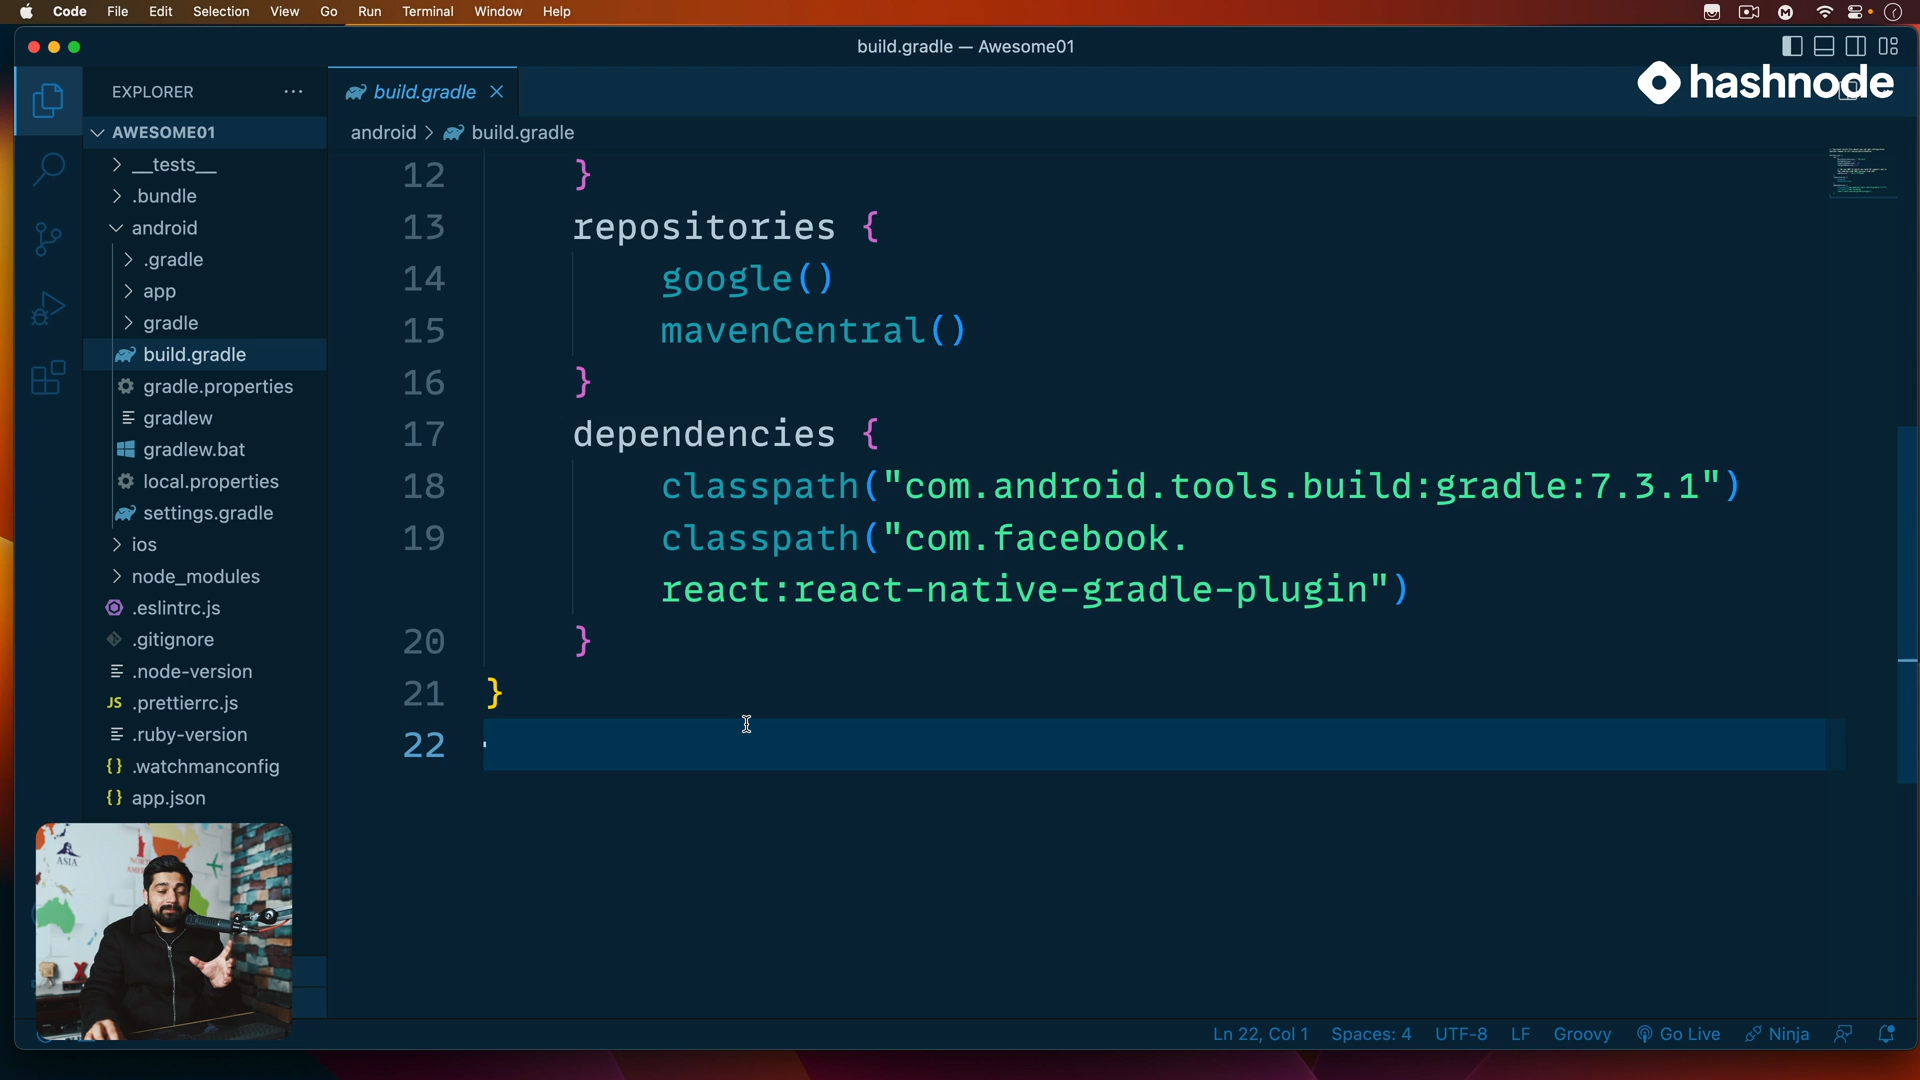 Code File Edit Selection View Go Run Terminal Window Help
build.gradle — Awesome01
hashnode
EXPLORER
build.gradle
AWESOME01
android > build.gradle
__tests__
.bundle
android
.gradle
app
gradle
build.gradle
gradle.properties
gradlew
gradlew.bat
local.properties
settings.gradle
ios
node_modules
.eslintrc.js
.gitignore
.node-version
JS .prettierrc.js
.ruby-version
{} .watchmanconfig
{} app.json
12 }
13 repositories {
14 google()
15 mavenCentral()
16 }
17 dependencies {
18 classpath("com.android.tools.build:gradle:7.3.1")
19 classpath("com.facebook.
react:react-native-gradle-plugin")
20 }
21 }
22
ASIA
Ln 22, Col 1 Spaces: 4 UTF-8 LF Groovy Go Live Ninja